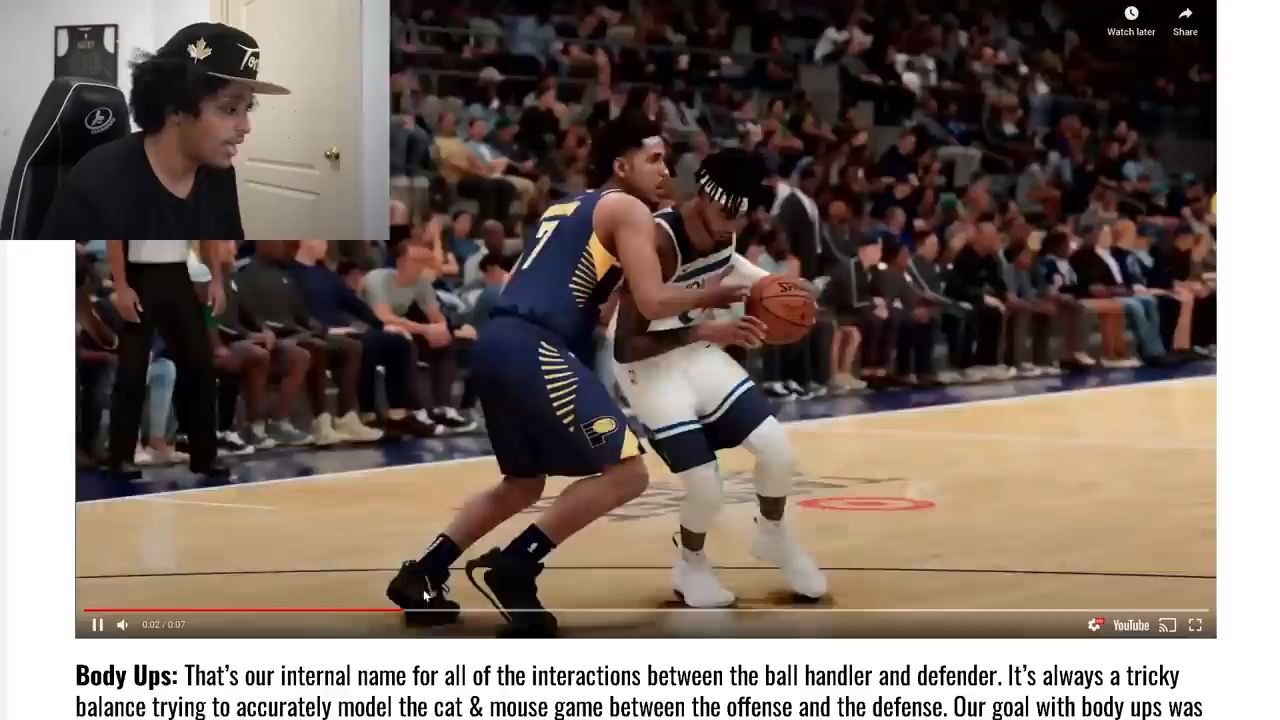 Watch later
Share
7
0:02 / 0:07
YouTube
Body Ups: That’s our internal name for all of the interactions between the ball handler and defender. It’s always a tricky
balance trying to accurately model the cat & mouse game between the offense and the defense. Our goal with body ups was